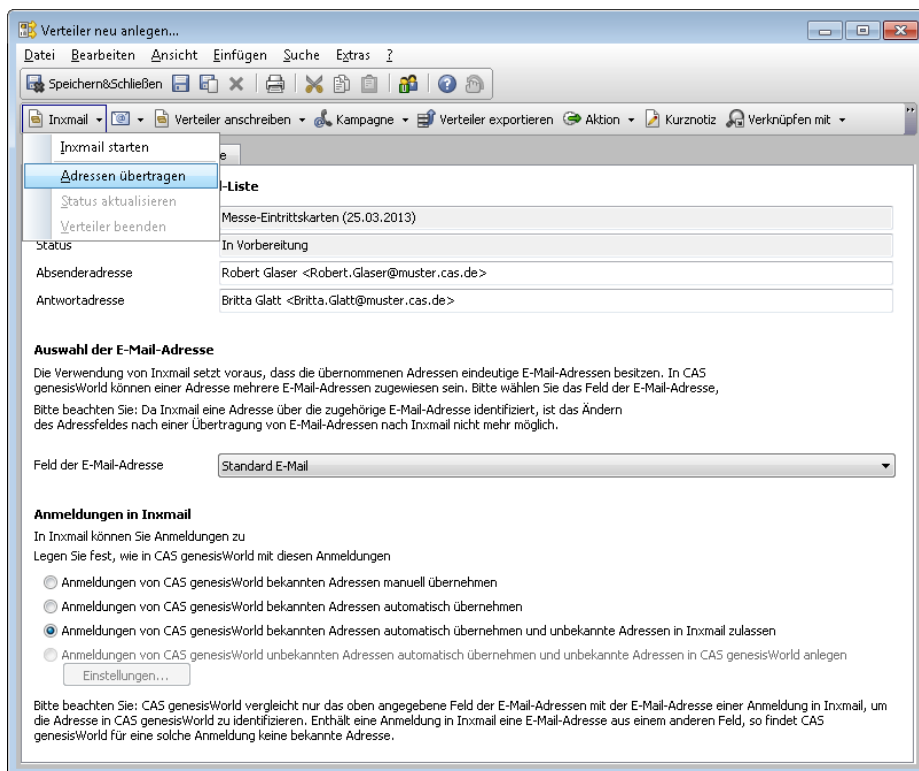 Verteiler neu anlegen...
Datei Bearbeiten Ansicht Einfügen Suche Extras ?
Speichern&Schließen
Inxmail Verteiler anschreiben Kampagne Verteiler exportieren Aktion Kurznotiz Verknüpfen mit
Inxmail starten
e
Adressen übertragen
l-Liste
Status aktualisieren
Messe-Eintrittskarten (25.03.2013)
Verteiler beenden
Status In Vorbereitung
Absenderadresse Robert Glaser <Robert.Glaser@muster.cas.de>
Antwortadresse Britta Glatt <Britta.Glatt@muster.cas.de>
Auswahl der E-Mail-Adresse
Die Verwendung von Inxmail setzt voraus, dass die übernommenen Adressen eindeutige E-Mail-Adressen besitzen. In CAS
genesisWorld können einer Adresse mehrere E-Mail-Adressen zugewiesen sein. Bitte wählen Sie das Feld der E-Mail-Adresse,
Bitte beachten Sie: Da Inxmail eine Adresse über die zugehörige E-Mail-Adresse identifiziert, ist das Ändern
des Adressfeldes nach einer Übertragung von E-Mail-Adressen nach Inxmail nicht mehr möglich.
Feld der E-Mail-Adresse Standard E-Mail
Anmeldungen in Inxmail
In Inxmail können Sie Anmeldungen zu
Legen Sie fest, wie in CAS genesisWorld mit diesen Anmeldungen
Anmeldungen von CAS genesisWorld bekannten Adressen manuell übernehmen
Anmeldungen von CAS genesisWorld bekannten Adressen automatisch übernehmen
Anmeldungen von CAS genesisWorld bekannten Adressen automatisch übernehmen und unbekannte Adressen in Inxmail zulassen
Anmeldungen von CAS genesisWorld unbekannten Adressen automatisch übernehmen und unbekannte Adressen in CAS genesisWorld anlegen
Einstellungen...
Bitte beachten Sie: CAS genesisWorld vergleicht nur das oben angegebene Feld der E-Mail-Adressen mit der E-Mail-Adresse einer Anmeldung in Inxmail, um
die Adresse in CAS genesisWorld zu identifizieren. Enthält eine Anmeldung in Inxmail eine E-Mail-Adresse aus einem anderen Feld, so findet CAS
genesisWorld für eine solche Anmeldung keine bekannte Adresse.